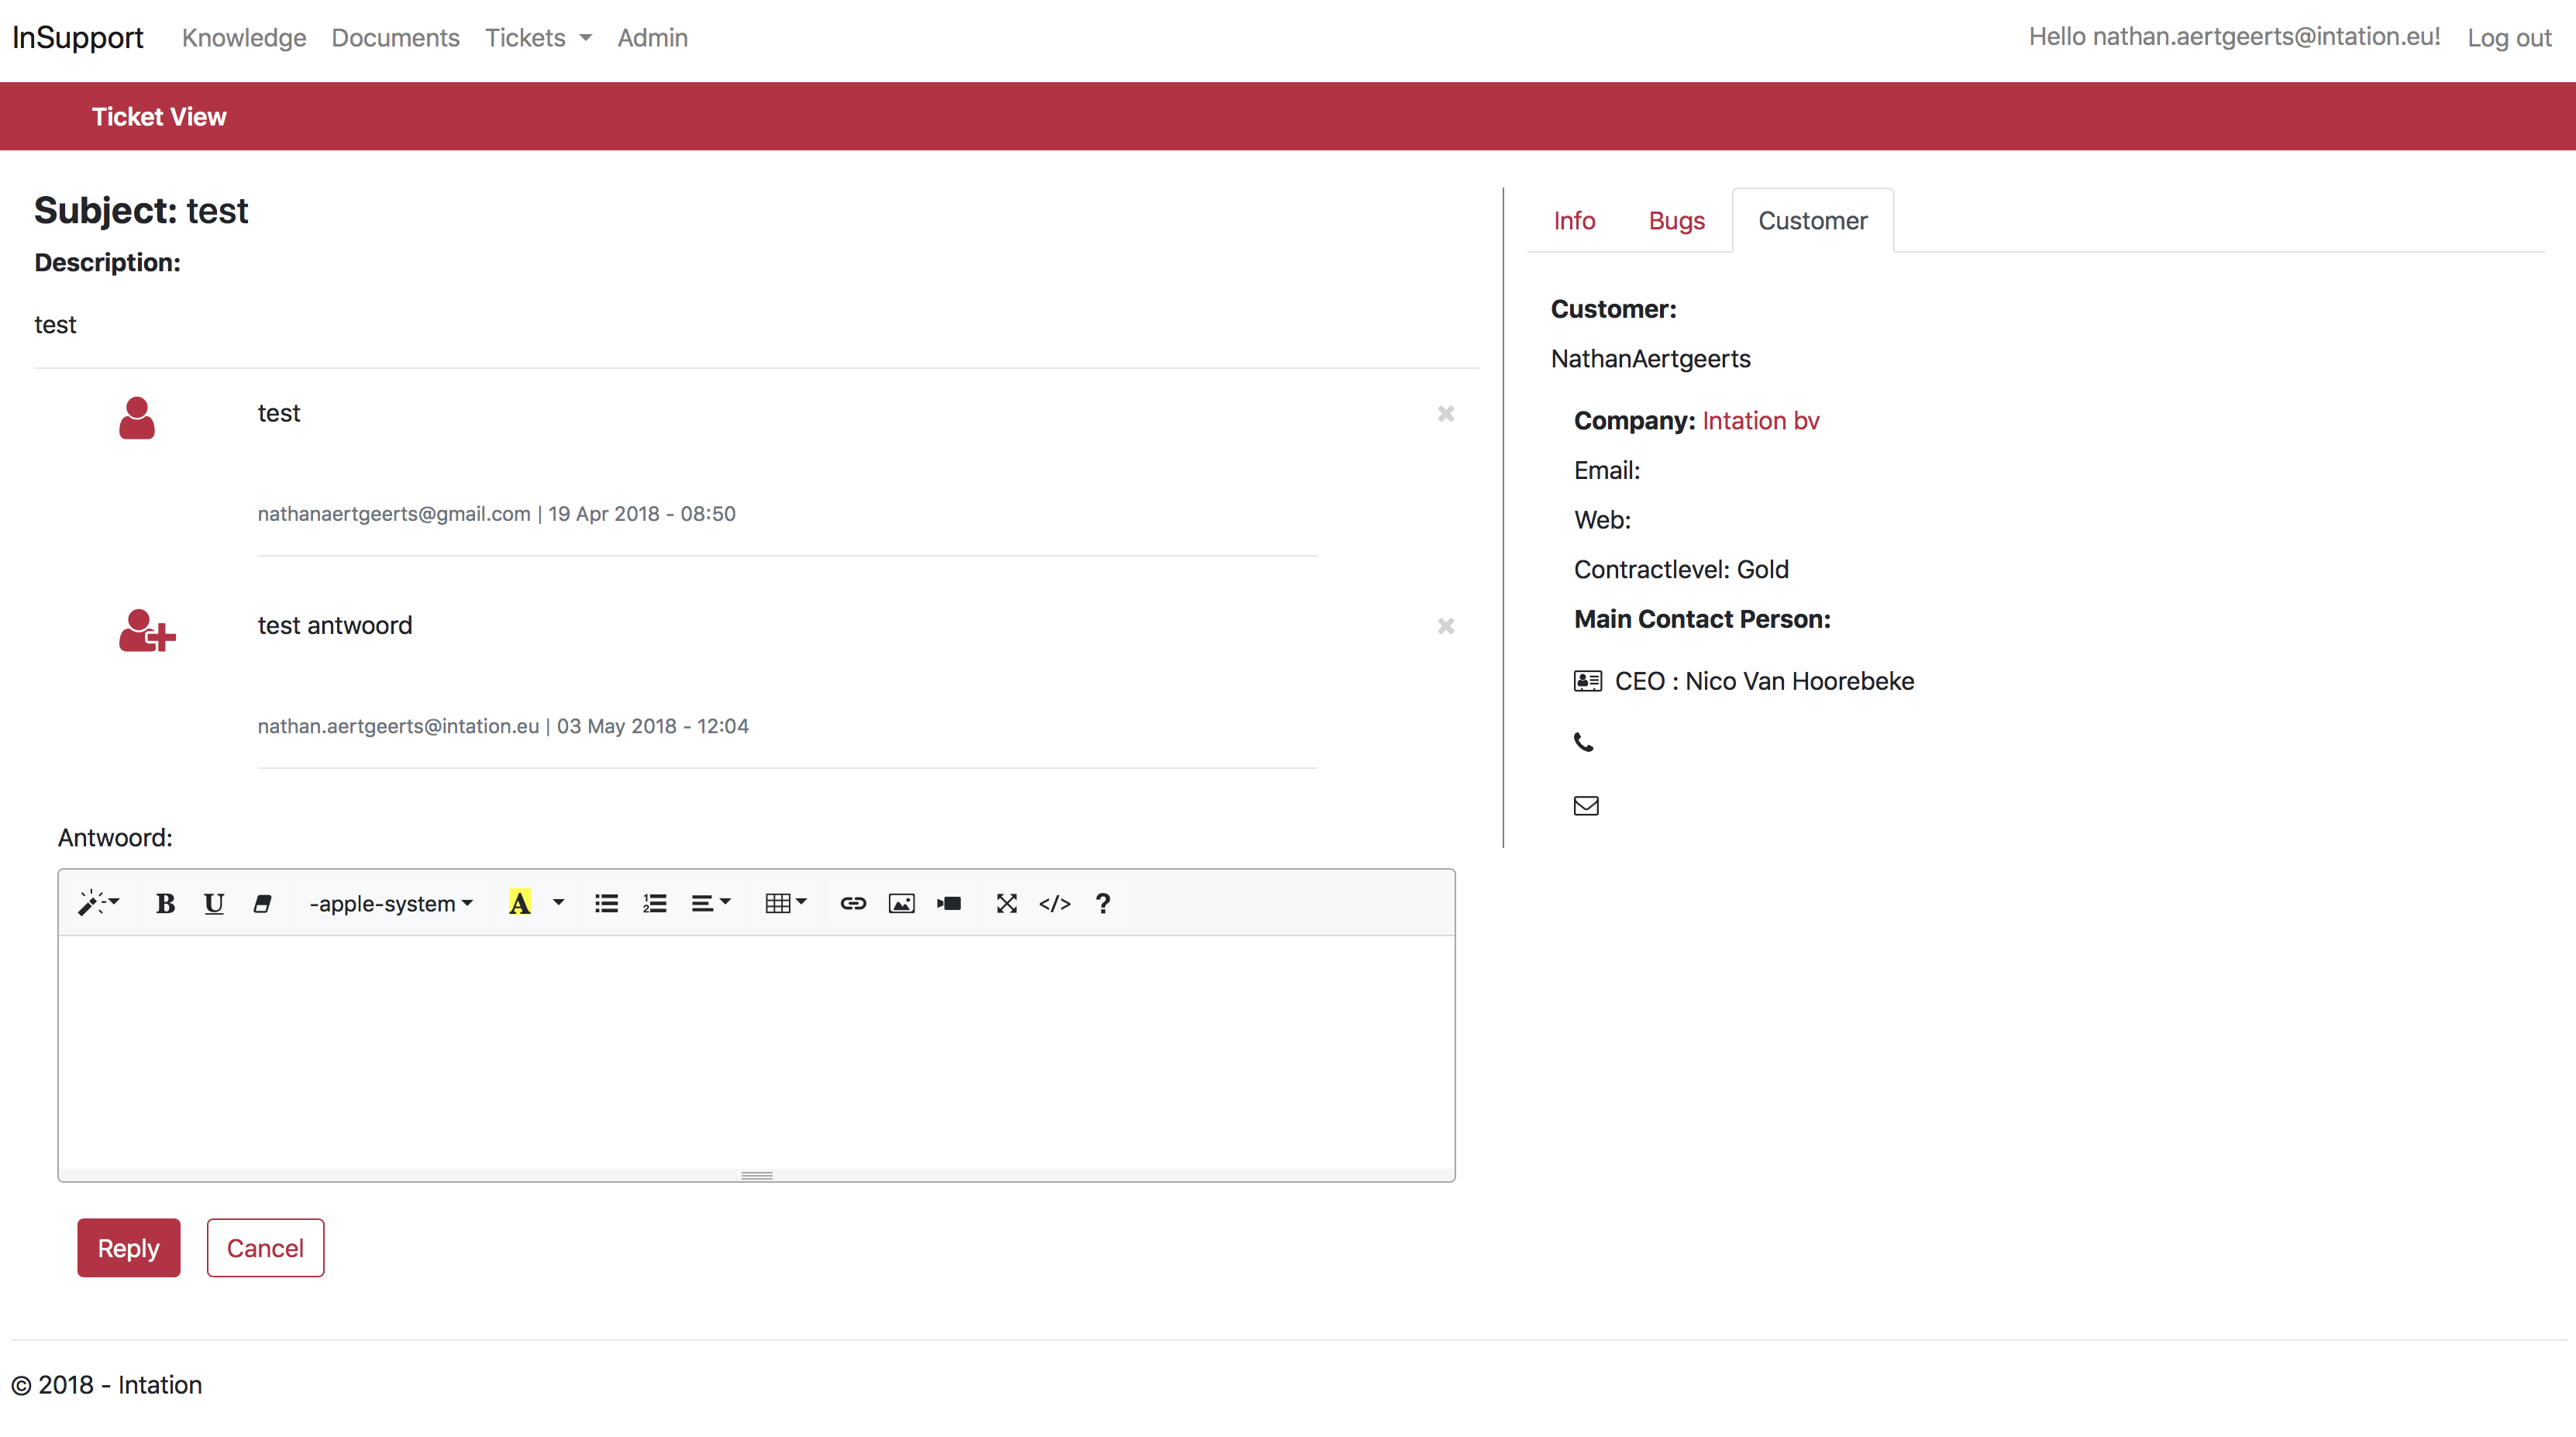 InSupport Knowledge Documents Tickets Admin Hello nathan.aertgeerts@intation.eu! Log out
Ticket View
Subject: test
Description:
test
test
nathanaertgeerts@gmail.com | 19 Apr 2018 - 08:50
test antwoord
nathan.aertgeerts@intation.eu | 03 May 2018 - 12:04
Antwoord:
B U -apple-system A </> ?
Reply Cancel
Info Bugs Customer
Customer:
NathanAertgeerts
Company: Intation bv
Email:
Web:
Contractlevel: Gold
Main Contact Person:
CEO : Nico Van Hoorebeke
© 2018 - Intation